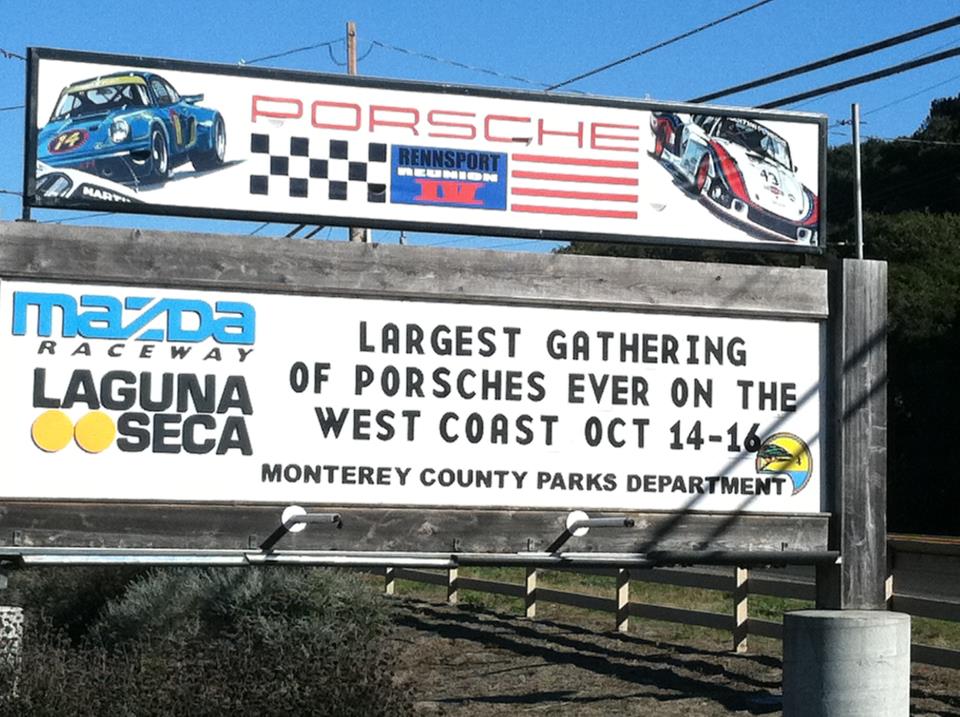 PORSCHE
14
RENNSPORT
REUNION
IV
43
MARTINI
mazda
RACEWAY
LAGUNA
SECA
LARGEST GATHERING
OF PORSCHES EVER ON THE
WEST COAST OCT 14-16
MONTEREY COUNTY PARKS DEPARTMENT